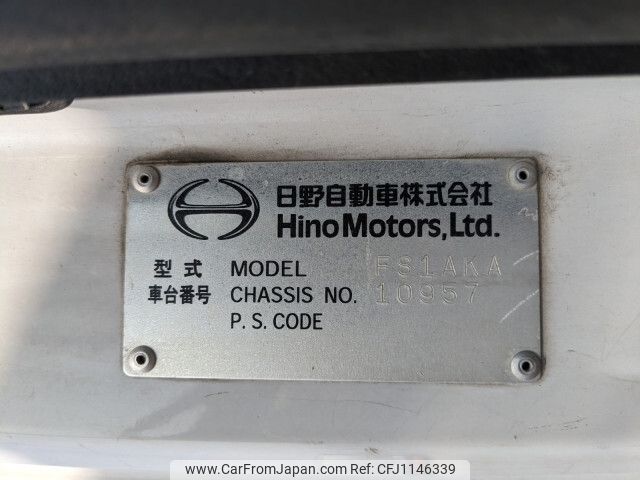 日野自動車株式会社
Hino Motors, Ltd.
型式 MODEL FS1AKA
車台番号 CHASSIS NO. 10957
P.S. CODE
www.CarFromJapan.com - Ref:CFJ1146339